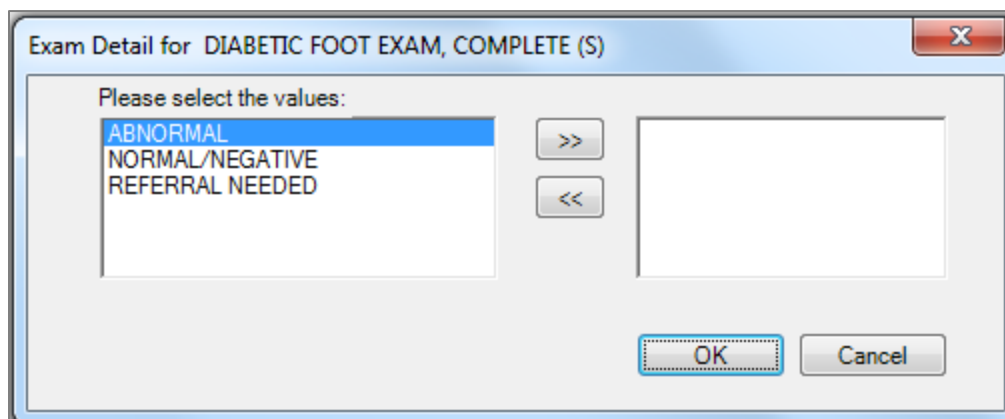 Exam Detail for DIABETIC FOOT EXAM, COMPLETE (S)
Please select the values:
ABNORMAL
NORMAL/NEGATIVE
REFERRAL NEEDED
>>
<<
OK
Cancel